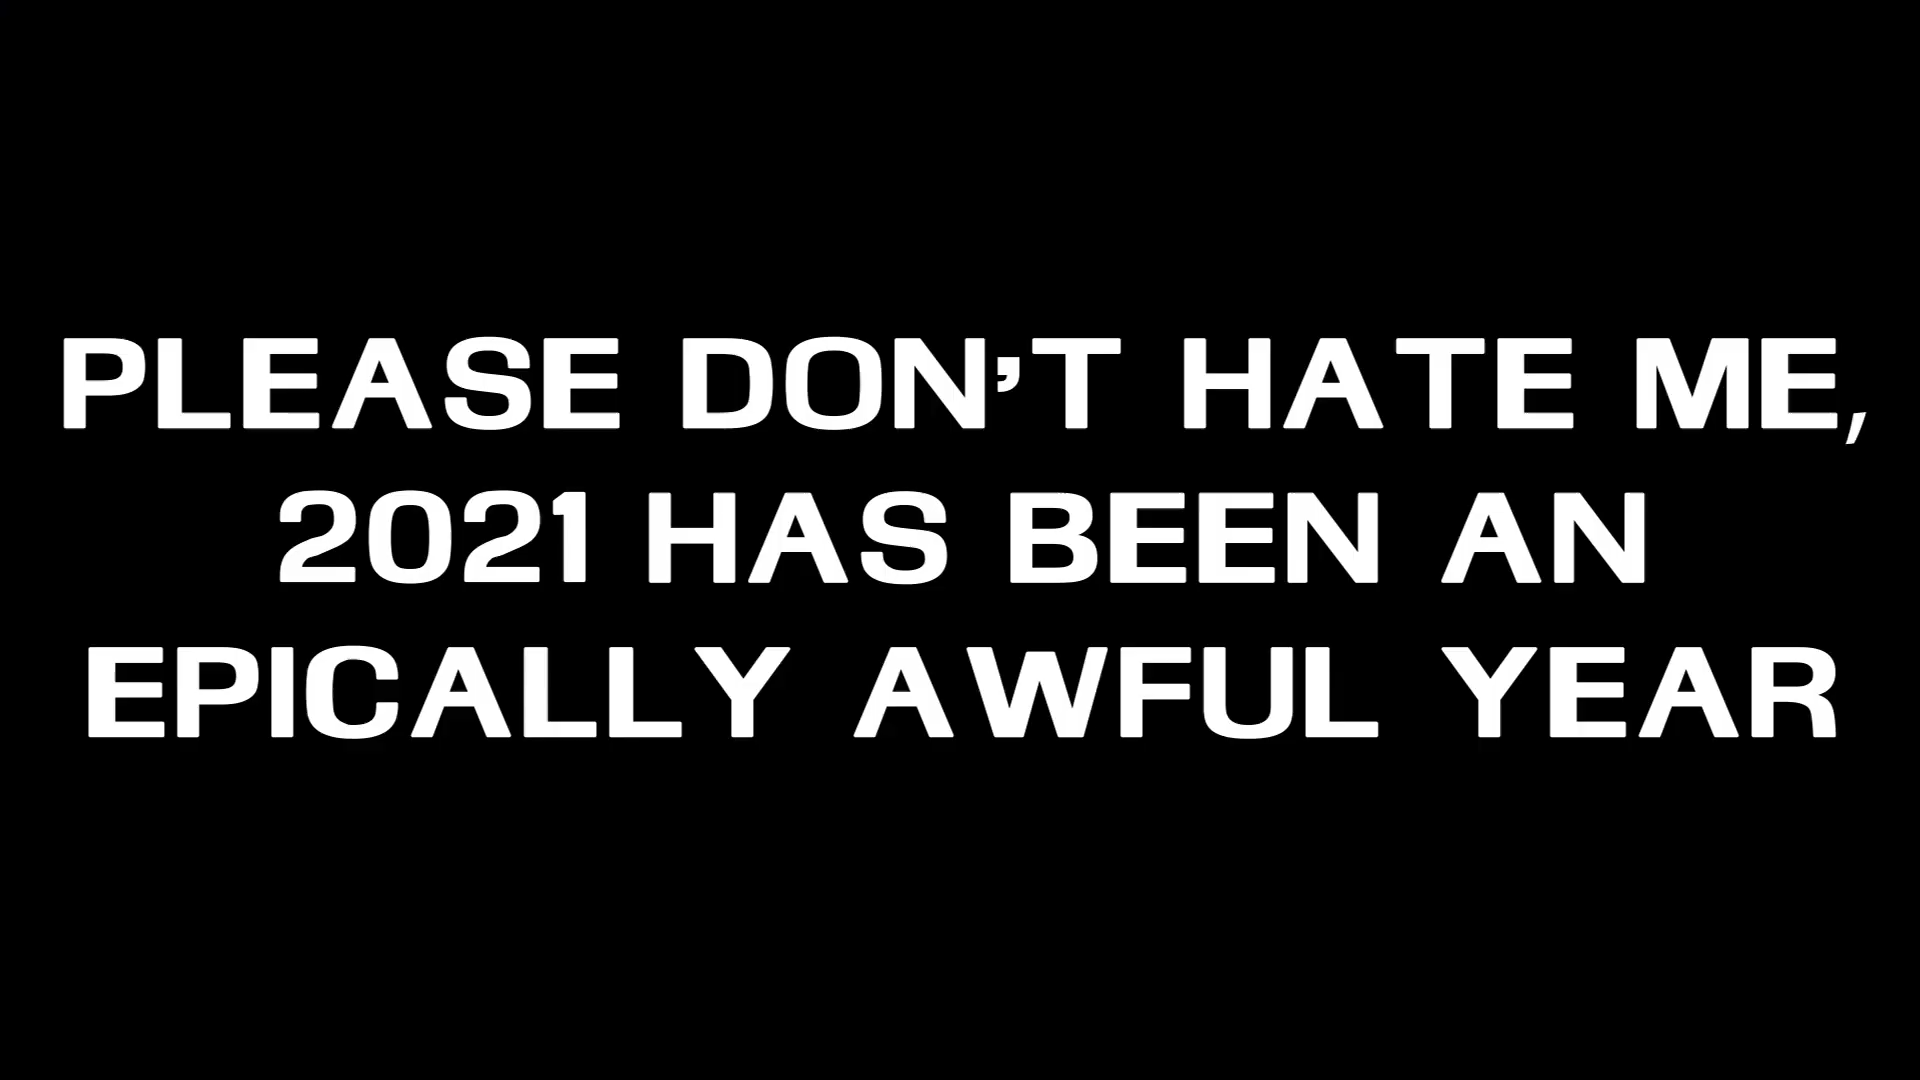 PLEASE DON’T HATE ME,
2021 HAS BEEN AN
EPICALLY AWFUL YEAR